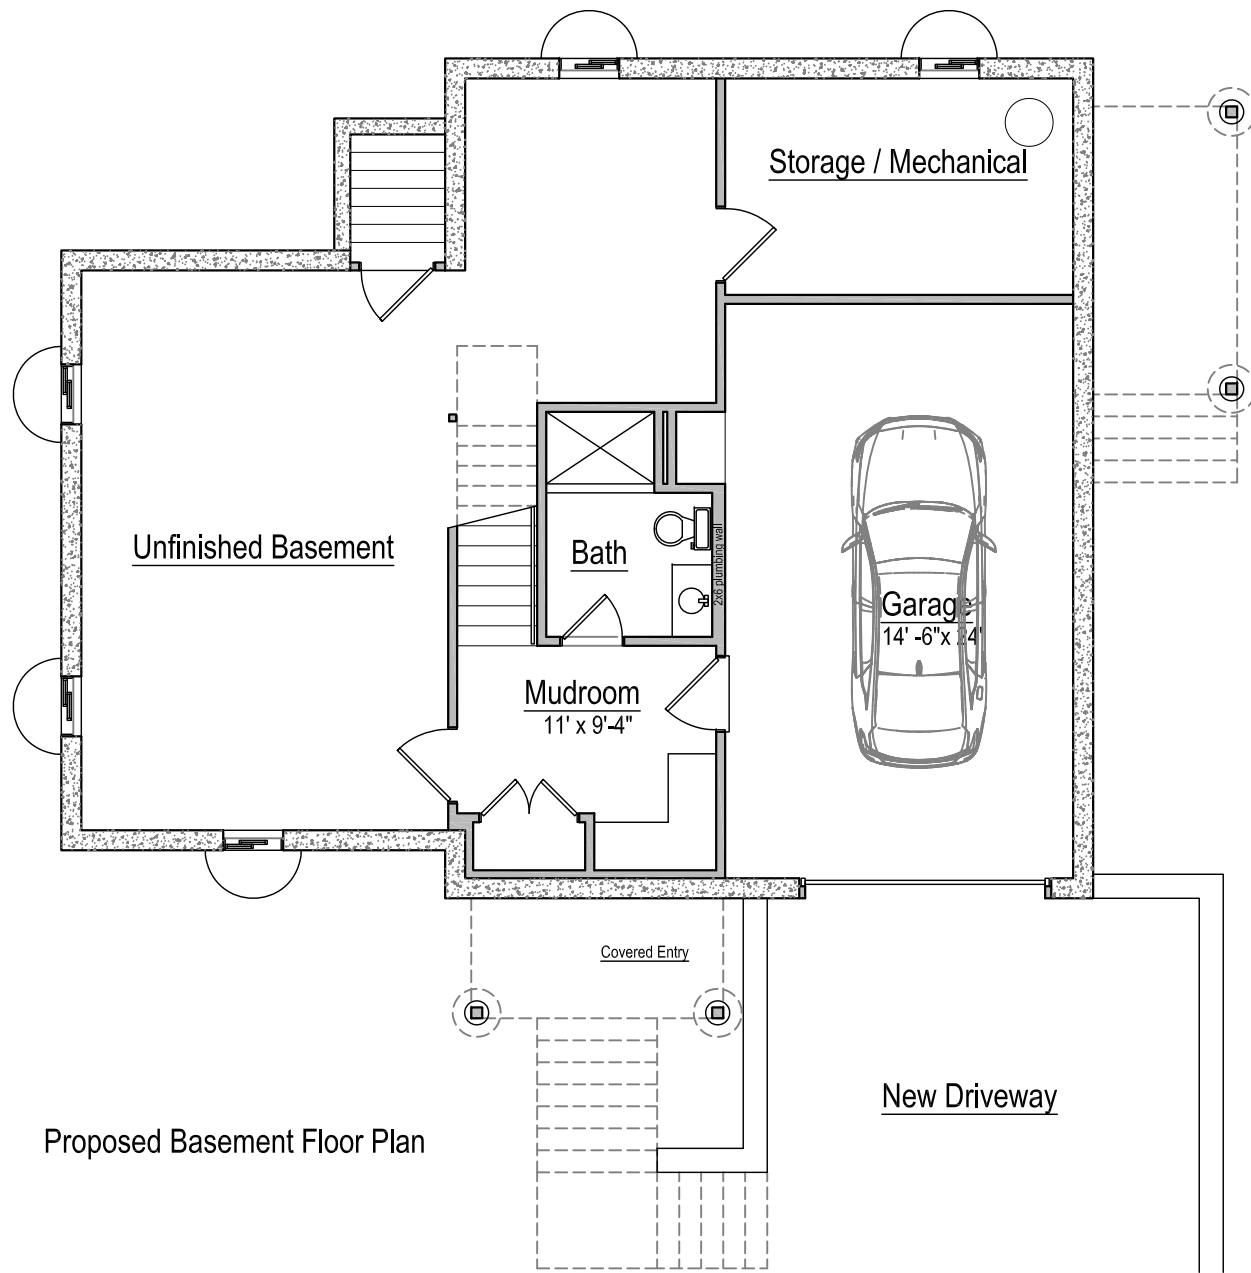 Storage / Mechanical
Unfinished Basement
Bath
2x6 plumbing wall
Garage
14' -6"x 24'
Mudroom
11' x 9'-4"
Covered Entry
New Driveway
Proposed Basement Floor Plan